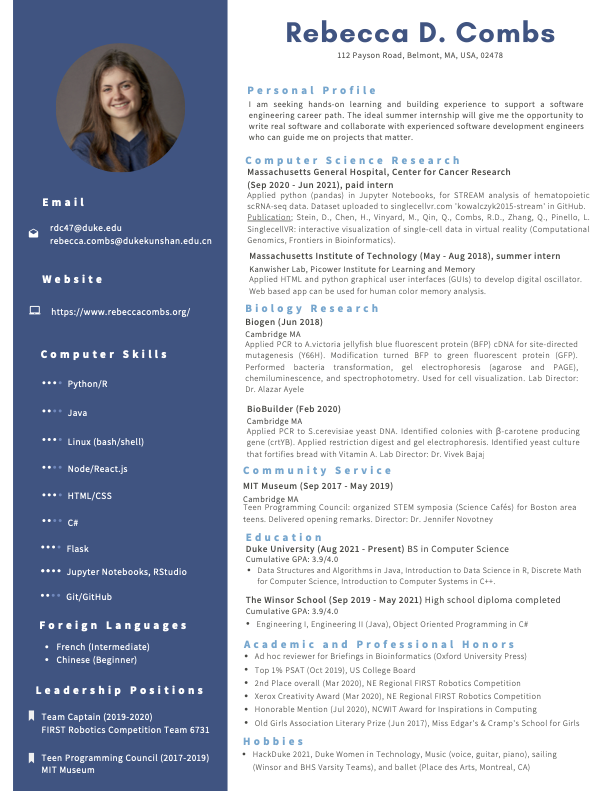 Rebecca D. Combs
112 Payson Road, Belmont, MA, USA, 02478
Email
rdc47@duke.edu
rebecca.combs@dukekunshan.edu.cn
Website
https://www.rebeccacombs.org/
Computer Skills
Python/R
Java
Linux (bash/shell)
Node/React.js
HTML/CSS
C#
Flask
Jupyter Notebooks, RStudio
Git/GitHub
Foreign Languages
• French (Intermediate)
• Chinese (Beginner)
Leadership Positions
Team Captain (2019-2020)
FIRST Robotics Competition Team 6731
Teen Programming Council (2017-2019)
MIT Museum
Personal Profile
I am seeking hands-on learning and building experience to support a software
engineering career path. The ideal summer internship will give me the opportunity to
write real software and collaborate with experienced software development engineers
who can guide me on projects that matter.
Computer Science Research
Massachusetts General Hospital, Center for Cancer Research
(Sep 2020 - Jun 2021), paid intern
Applied python (pandas) in Jupyter Notebooks, for STREAM analysis of hematopoietic
scRNA-seq data. Dataset uploaded to singlecellvr.com 'kowalczyk2015-stream' in GitHub.
Publication: Stein, D., Chen, H., Vinyard, M., Qin, Q., Combs, R.D., Zhang, Q., Pinello, L.
SinglecellVR: interactive visualization of single-cell data in virtual reality (Computational
Genomics, Frontiers in Bioinformatics).
Massachusetts Institute of Technology (May - Aug 2018), summer intern
Kanwisher Lab, Picower Institute for Learning and Memory
Applied HTML and python graphical user interfaces (GUIs) to develop digital oscillator.
Web based app can be used for human color memory analysis.
Biology Research
Biogen (Jun 2018)
Cambridge MA
Applied PCR to A.victoria jellyfish blue fluorescent protein (BFP) cDNA for site-directed
mutagenesis (Y66H). Modification turned BFP to green fluorescent protein (GFP).
Performed bacteria transformation, gel electrophoresis (agarose and PAGE),
chemiluminescence, and spectrophotometry. Used for cell visualization. Lab Director:
Dr. Alazar Ayele
BioBuilder (Feb 2020)
Cambridge MA
Applied PCR to S.cerevisiae yeast DNA. Identified colonies with β-carotene producing
gene (crtYB). Applied restriction digest and gel electrophoresis. Identified yeast culture
that fortifies bread with Vitamin A. Lab Director: Dr. Vivek Bajaj
Community Service
MIT Museum (Sep 2017 - May 2019)
Cambridge MA
Teen Programming Council: organized STEM symposia (Science Cafés) for Boston area
teens. Delivered opening remarks. Director: Dr. Jennifer Novotney
Education
Duke University (Aug 2021 - Present) BS in Computer Science
Cumulative GPA: 3.9/4.0
• Data Structures and Algorithms in Java, Introduction to Data Science in R, Discrete Math
for Computer Science, Introduction to Computer Systems in C++.
The Winsor School (Sep 2019 - May 2021) High school diploma completed
Cumulative GPA: 3.9/4.0
• Engineering I, Engineering II (Java), Object Oriented Programming in C#
Academic and Professional Honors
• Ad hoc reviewer for Briefings in Bioinformatics (Oxford University Press)
• Top 1% PSAT (Oct 2019), US College Board
• 2nd Place overall (Mar 2020), NE Regional FIRST Robotics Competition
• Xerox Creativity Award (Mar 2020), NE Regional FIRST Robotics Competition
• Honorable Mention (Jul 2020), NCWIT Award for Inspirations in Computing
• Old Girls Association Literary Prize (Jun 2017), Miss Edgar's & Cramp's School for Girls
Hobbies
• HackDuke 2021, Duke Women in Technology, Music (voice, guitar, piano), sailing
(Winsor and BHS Varsity Teams), and ballet (Place des Arts, Montreal, CA)